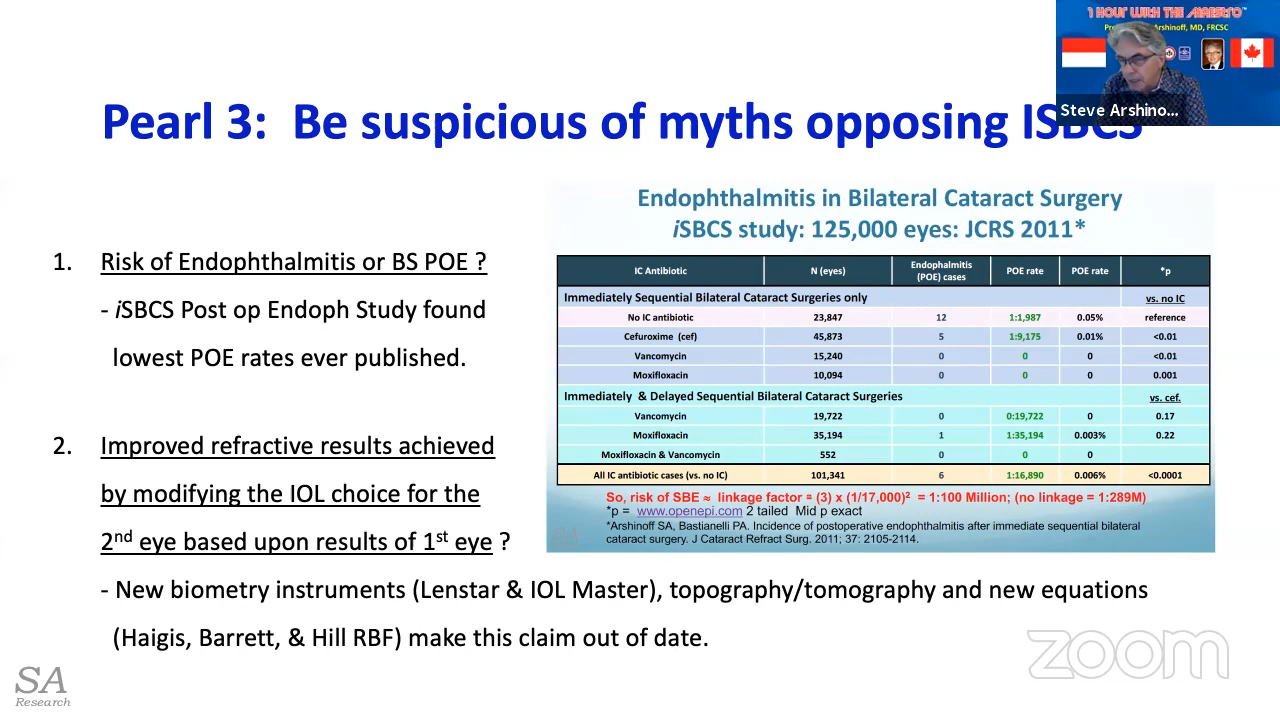 1 HOUR WITH THE MAESTRO™
Arshinoff, MD, FRCSC
Steve Arshino...
Pearl 3: Be suspicious of myths opposing ISBCS
1. Risk of Endophthalmitis or BS POE ?
- iSBCS Post op Endoph Study found
lowest POE rates ever published.
2. Improved refractive results achieved
by modifying the IOL choice for the
2nd eye based upon results of 1st eye ?
- New biometry instruments (Lenstar & IOL Master), topography/tomography and new equations
(Haigis, Barrett, & Hill RBF) make this claim out of date.
Endophthalmitis in Bilateral Cataract Surgery
iSBCS study: 125,000 eyes: JCRS 2011*
IC Antibiotic N (eyes) Endophalmitis (POE) cases POE rate POE rate *p
Immediately Sequential Bilateral Cataract Surgeries only vs. no IC
No IC antibiotic 23,847 12 1:1,987 0.05% reference
Cefuroxime (cef) 45,873 5 1:9,175 0.01% <0.01
Vancomycin 15,240 0 0 0 <0.01
Moxifloxacin 10,094 0 0 0 0.001
Immediately & Delayed Sequential Bilateral Cataract Surgeries vs. cef.
Vancomycin 19,722 0 0:19,722 0 0.17
Moxifloxacin 35,194 1 1:35,194 0.003% 0.22
Moxifloxacin & Vancomycin 552 0 0 0
All IC antibiotic cases (vs. no IC) 101,341 6 1:16,890 0.006% <0.0001
So, risk of SBE ≈ linkage factor = (3) x (1/17,000)² = 1:100 Million; (no linkage = 1:289M)
*p = www.openepi.com 2 tailed Mid p exact
*Arshinoff SA, Bastianelli PA. Incidence of postoperative endophthalmitis after immediate sequential bilateral
cataract surgery. J Cataract Refract Surg. 2011; 37: 2105-2114.
SA
SA
Research
zoom